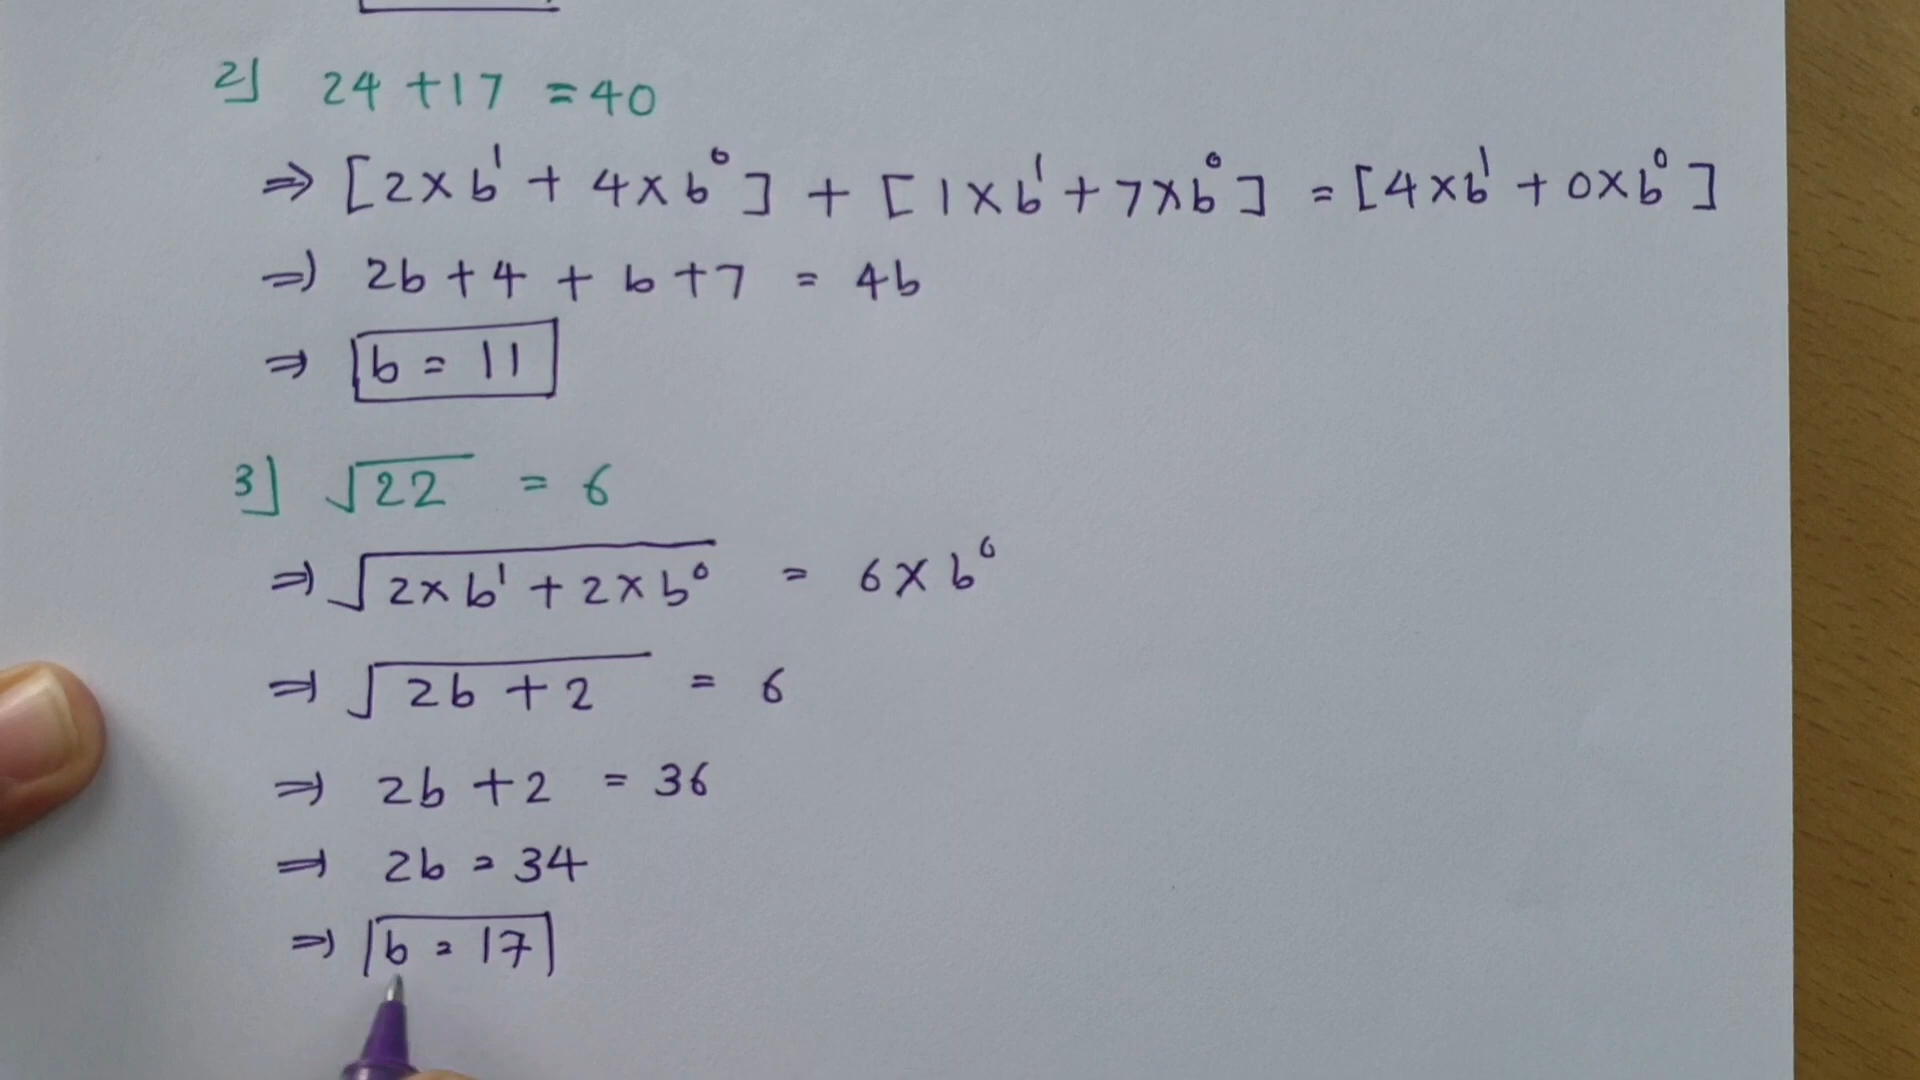 2] 24 + 17 = 40
⇒ [2 × b¹ + 4 × b⁰] + [1 × b¹ + 7 × b⁰] = [4 × b¹ + 0 × b⁰]
⇒ 2b + 4 + b + 7 = 4b
⇒ b = 11
3] √22 = 6
⇒ √(2 × b¹ + 2 × b⁰) = 6 × b⁰
⇒ √(2b + 2) = 6
⇒ 2b + 2 = 36
⇒ 2b = 34
⇒ b = 17